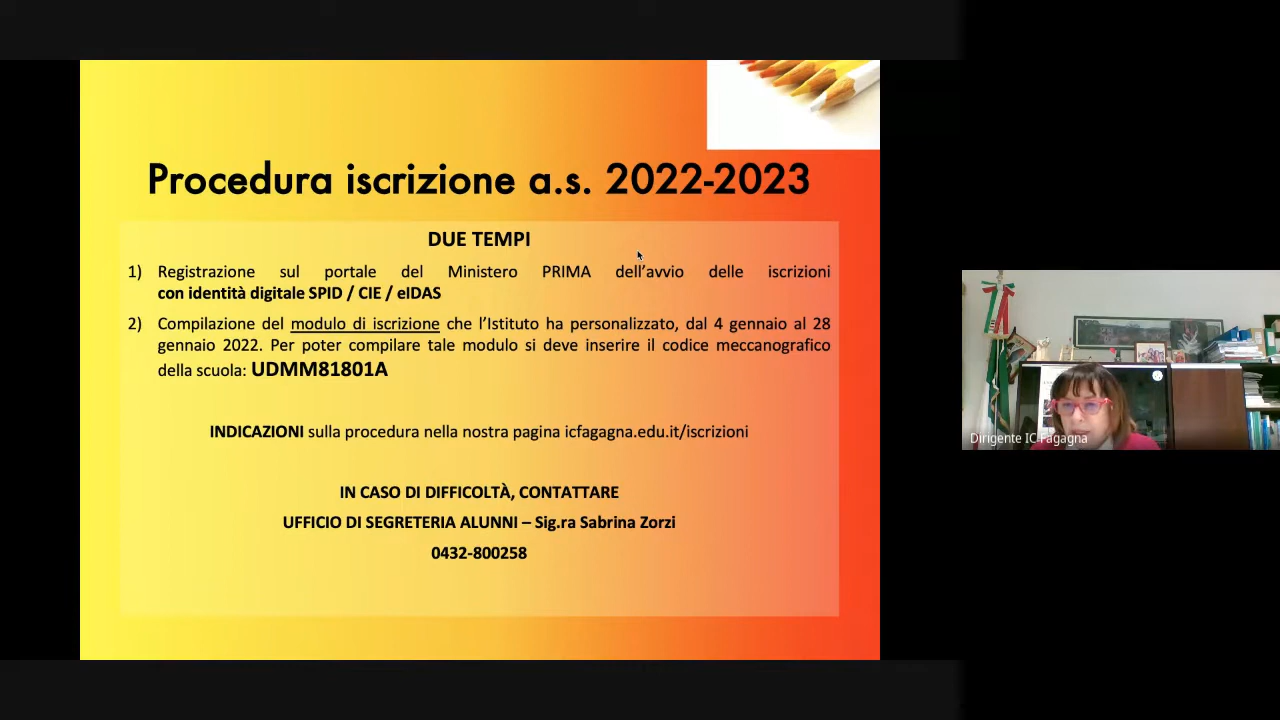 Procedura iscrizione a.s. 2022-2023
DUE TEMPI
1) Registrazione sul portale del Ministero PRIMA dell'avvio delle iscrizioni
con identità digitale SPID / CIE / eIDAS
2) Compilazione del modulo di iscrizione che l'Istituto ha personalizzato, dal 4 gennaio al 28
gennaio 2022. Per poter compilare tale modulo si deve inserire il codice meccanografico
della scuola: UDMM81801A
INDICAZIONI sulla procedura nella nostra pagina icfagagna.edu.it/iscrizioni
IN CASO DI DIFFICOLTÀ, CONTATTARE
UFFICIO DI SEGRETERIA ALUNNI – Sig.ra Sabrina Zorzi
0432-800258
Dirigente IC Fagagna